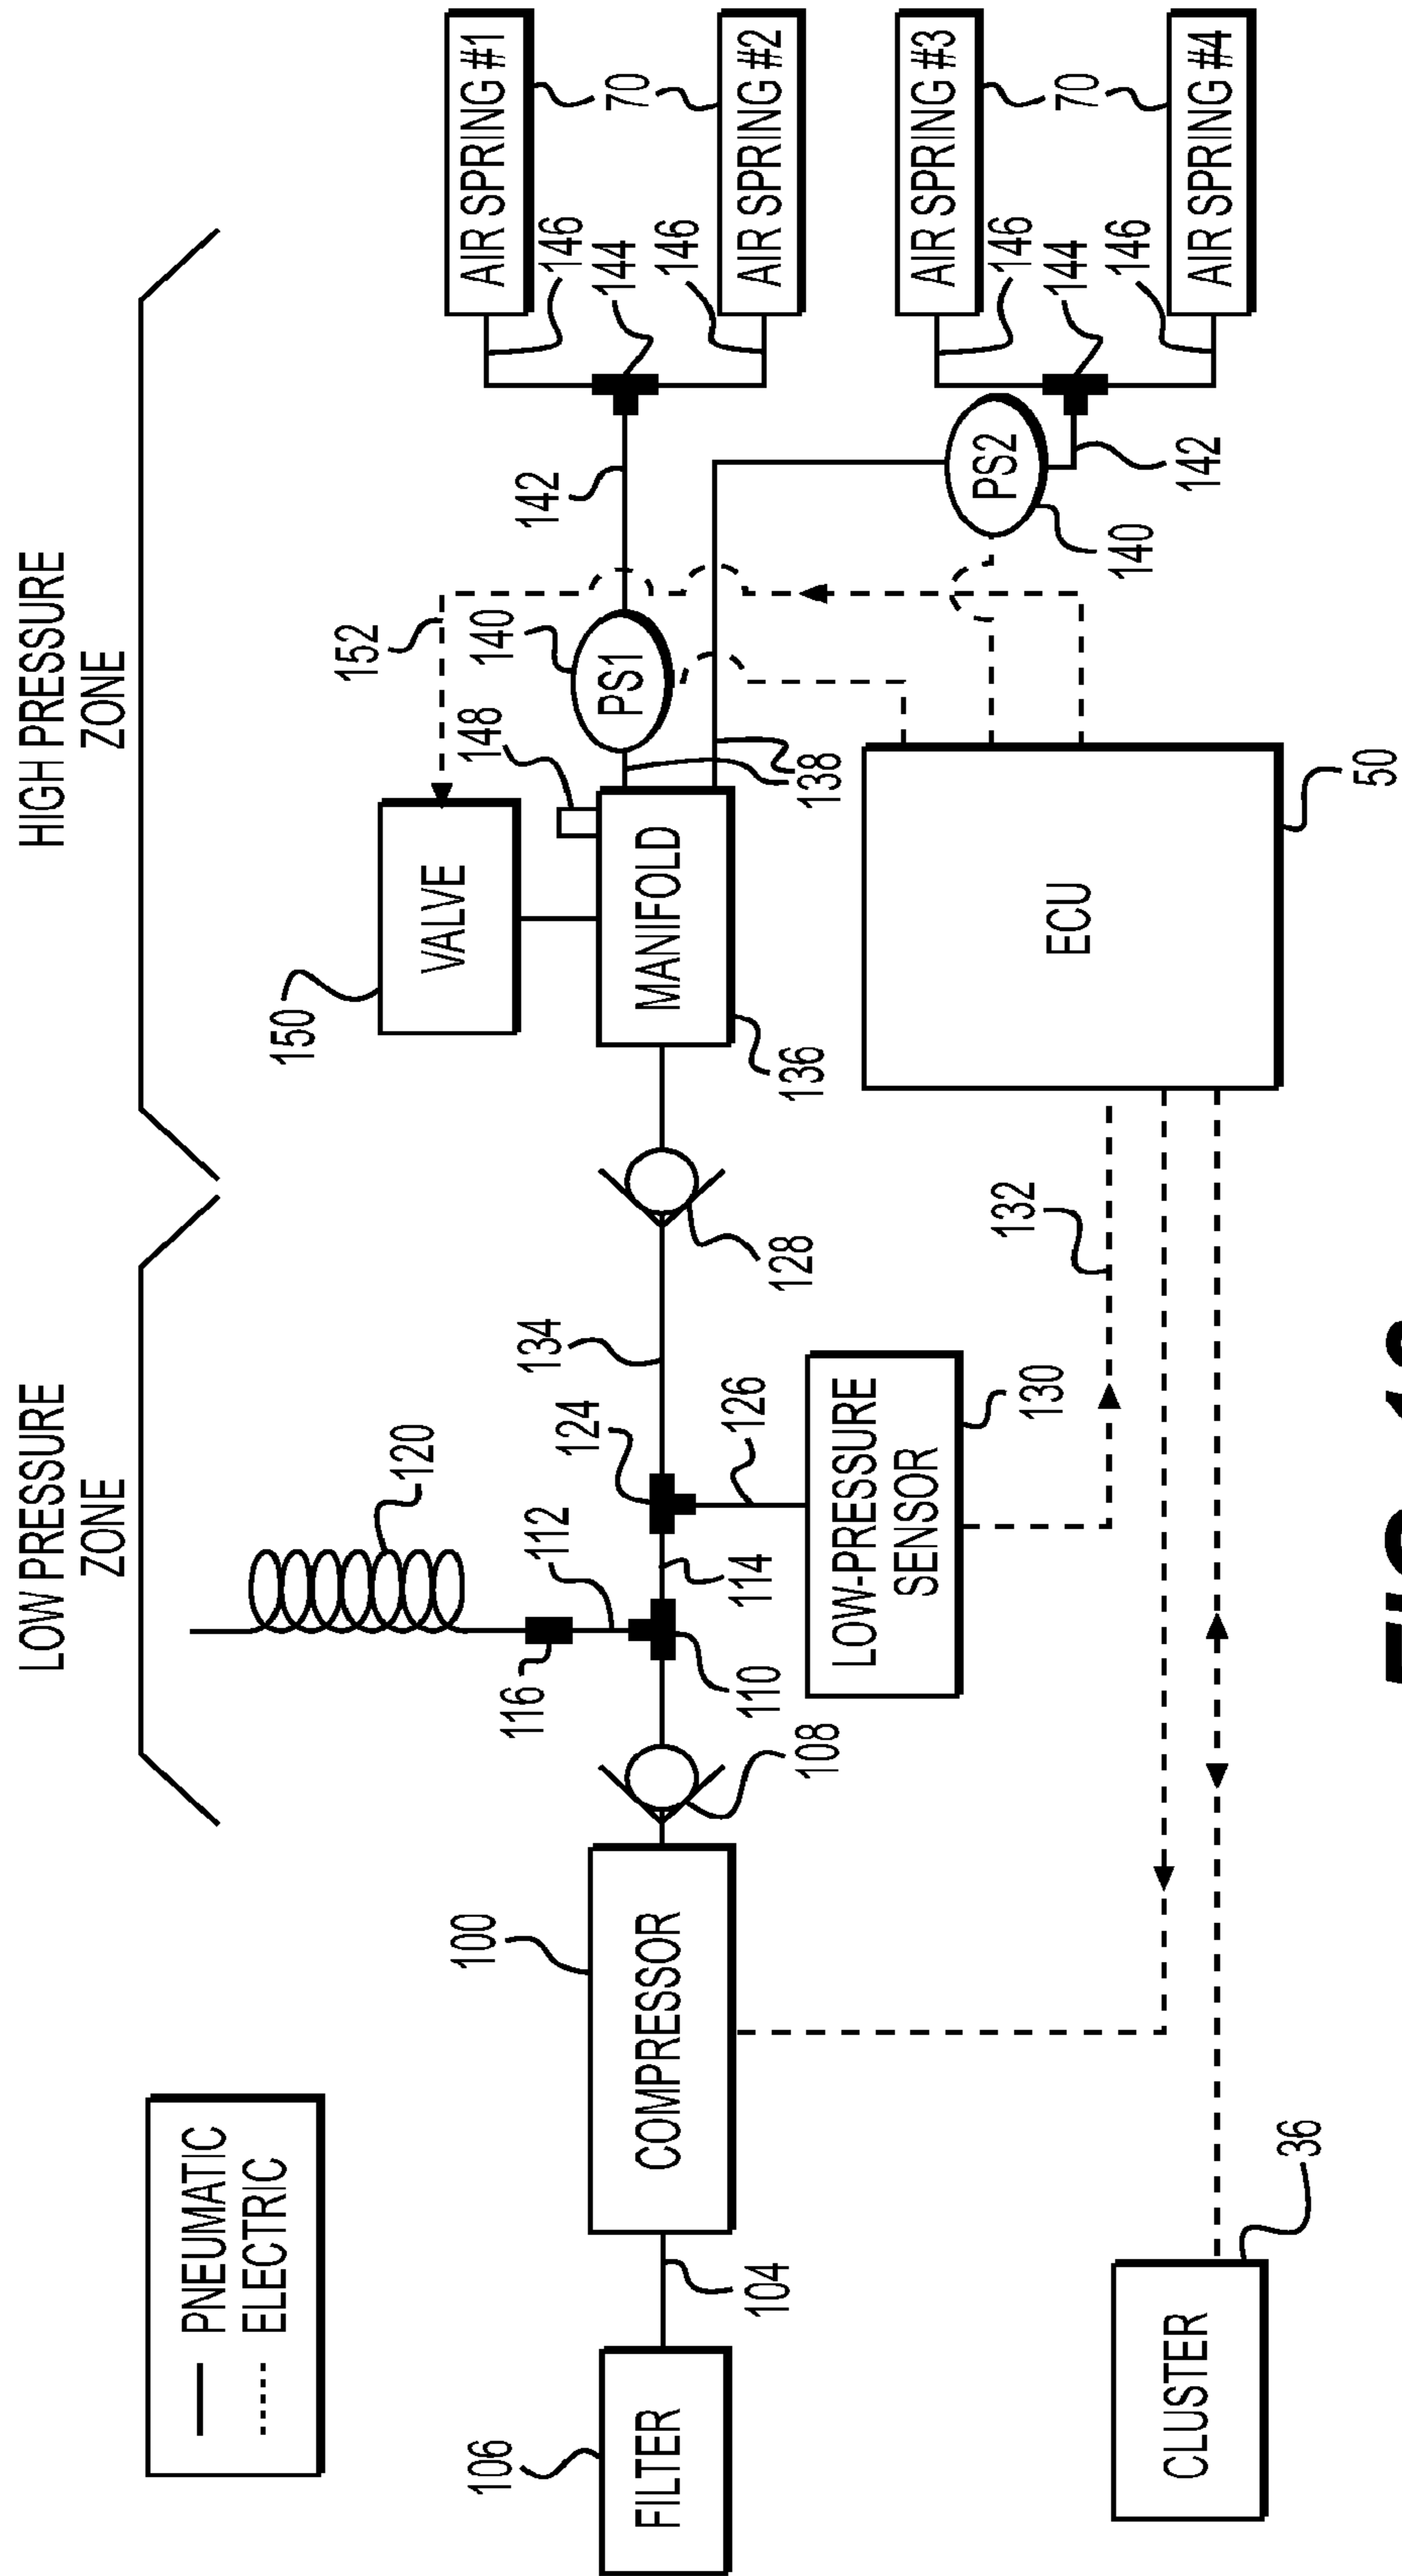 LOW PRESSURE
ZONE
HIGH PRESSURE
ZONE
PNEUMATIC
ELECTRIC
120
150
VALVE
152
148
140
142
AIR SPRING #1
106
FILTER
104
100
COMPRESSOR
108
116
112
110
114
124
126
134
128
MANIFOLD
136
138
PS1
146
144
146
70
AIR SPRING #2
LOW-PRESSURE
SENSOR
130
132
ECU
50
PS2
140
142
AIR SPRING #3
146
144
146
70
AIR SPRING #4
CLUSTER
36